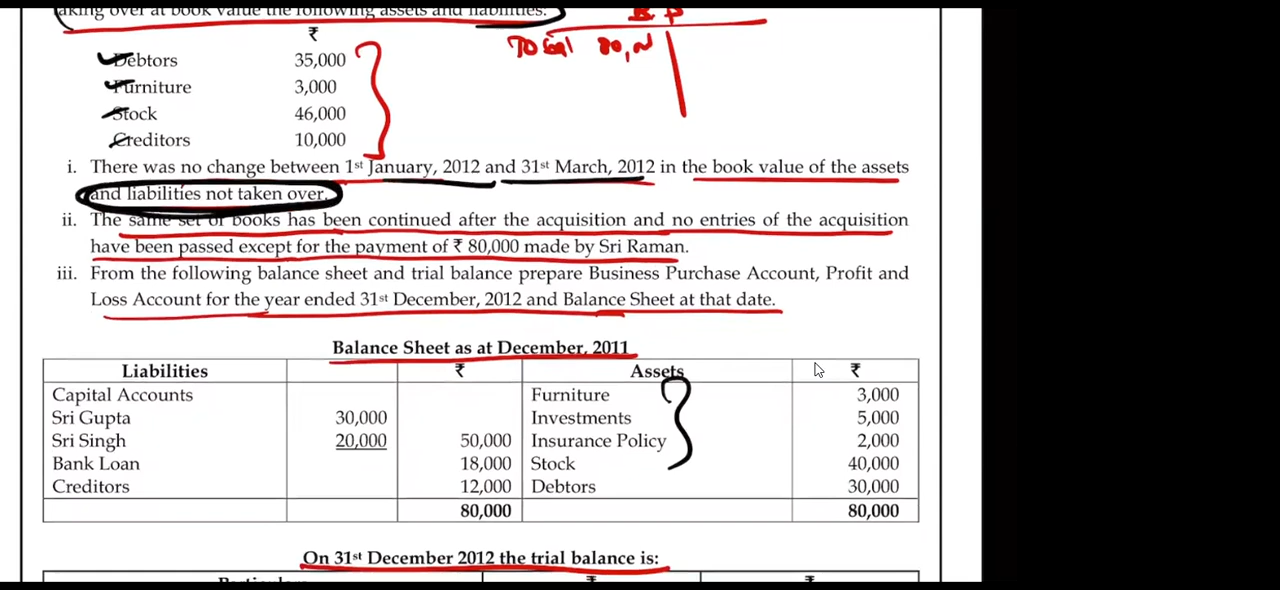 taking over at book value the following assets and liabilities.
₹
Debtors 35,000
Furniture 3,000
Stock 46,000
Creditors 10,000
Total 80,
i. There was no change between 1st January, 2012 and 31st March, 2012 in the book value of the assets
and liabilities not taken over.
ii. The same set of books has been continued after the acquisition and no entries of the acquisition
have been passed except for the payment of ₹ 80,000 made by Sri Raman.
iii. From the following balance sheet and trial balance prepare Business Purchase Account, Profit and
Loss Account for the year ended 31st December, 2012 and Balance Sheet at that date.
Balance Sheet as at December, 2011
Liabilities ₹ Assets ₹
Capital Accounts Furniture 3,000
Sri Gupta 30,000 Investments 5,000
Sri Singh 20,000 50,000 Insurance Policy 2,000
Bank Loan 18,000 Stock 40,000
Creditors 12,000 Debtors 30,000
80,000 80,000
On 31st December 2012 the trial balance is:
Particulars ₹ ₹